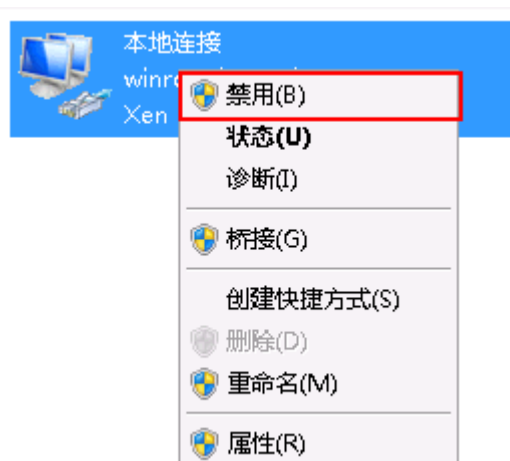 本地连接
Xen
禁用(B)
状态(U)
诊断(I)
桥接(G)
创建快捷方式(S)
删除(D)
重命名(M)
属性(R)